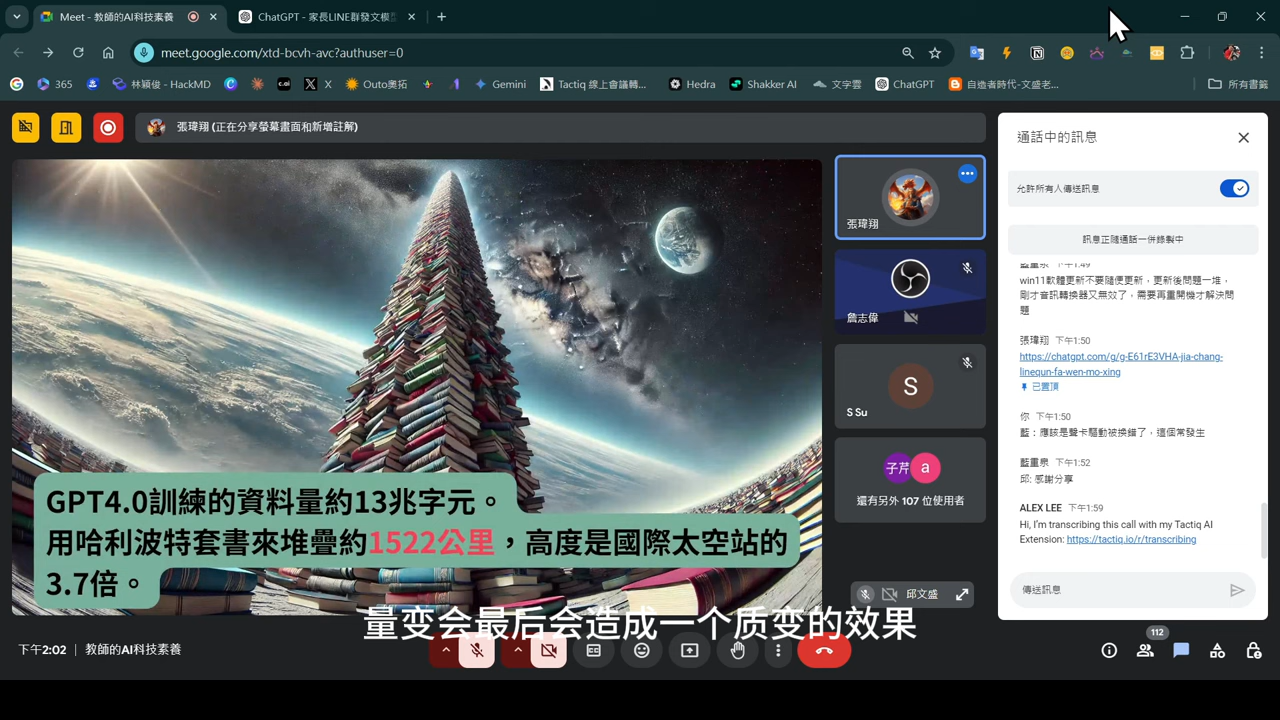 Meet - 教師的AI科技素養
ChatGPT - 家長LINE群發文模型
meet.google.com/xtd-bcvh-avc?authuser=0
365
林穎俊 - HackMD
c.ai
X
Outo奧拓
Gemini
Tactiq 線上會議轉...
Hedra
Shakker AI
文字雲
ChatGPT
自造者時代-文盛老...
所有書籤
張瑋翔 (正在分享螢幕畫面和新增註解)
GPT4.0訓練的資料量約13兆字元。
用哈利波特套書來堆疊約1522公里，高度是國際太空站的
3.7倍。
量变会最后会造成一个质变的效果
張瑋翔
詹志偉
S
S Su
子芹
a
還有另外 107 位使用者
邱文盛
通話中的訊息
允許所有人傳送訊息
訊息正隨通話一併錄製中
藍重泉 下午1:49
win11軟體更新不要隨便更新，更新後問題一堆，
剛才音訊轉換器又無效了，需要再重開機才解決問
題
張瑋翔 下午1:50
https://chatgpt.com/g/g-E61rE3VHA-jia-chang-
linequn-fa-wen-mo-xing
已置頂
你 下午1:50
藍：應該是聲卡驅動被換錯了，這個常發生
藍重泉 下午1:52
邱: 感謝分享
ALEX LEE 下午1:59
Hi, I'm transcribing this call with my Tactiq AI
Extension: https://tactiq.io/r/transcribing
傳送訊息
下午2:02 | 教師的AI科技素養
112